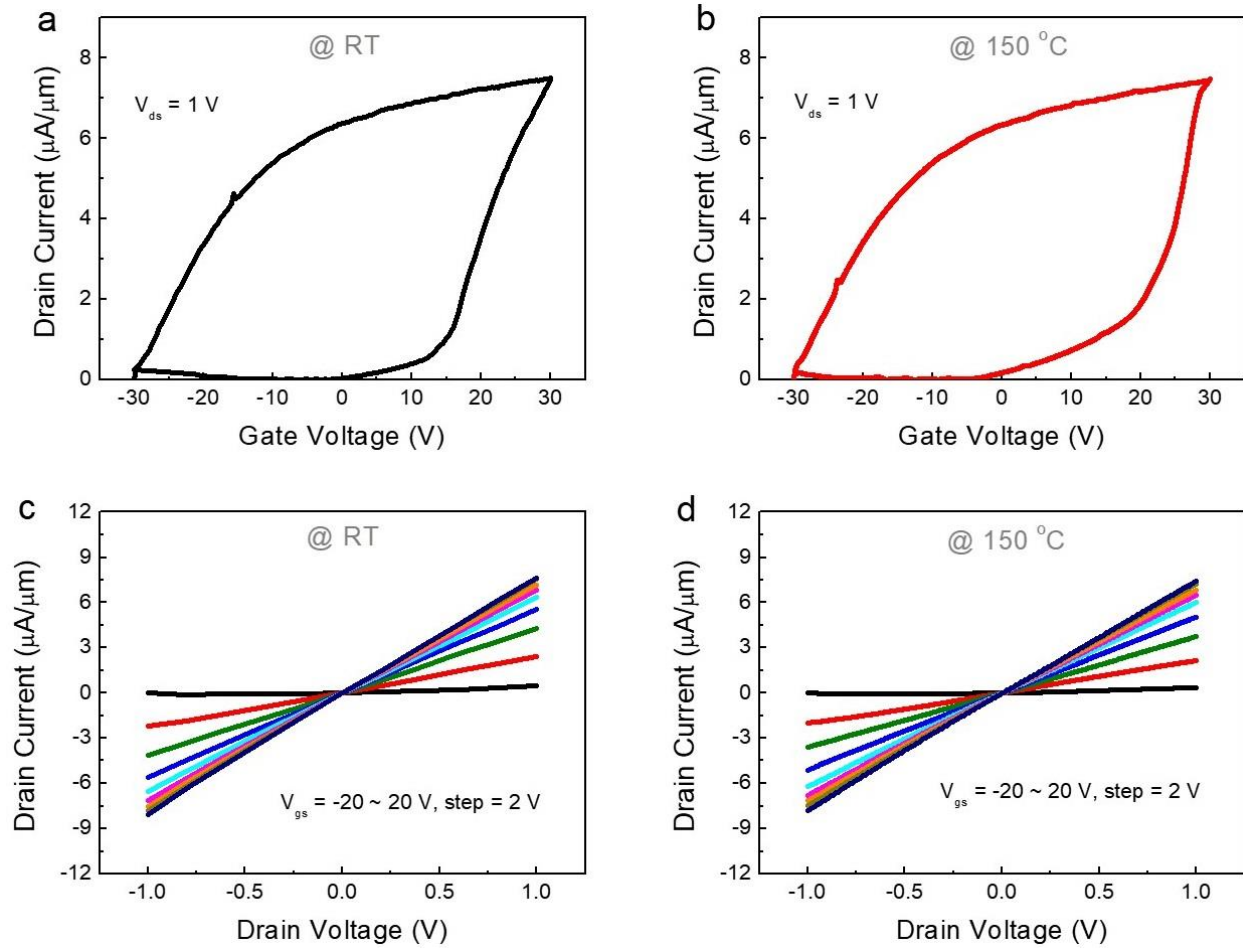 a
@ RT
V_ds = 1 V
Drain Current (μA/μm)
8
6
4
2
0
-30 -20 -10 0 10 20 30
Gate Voltage (V)
b
@ 150 °C
V_ds = 1 V
Drain Current (μA/μm)
8
6
4
2
0
-30 -20 -10 0 10 20 30
Gate Voltage (V)
c
@ RT
Drain Current (μA/μm)
12
9
6
3
0
-3
-6
-9
-12
V_gs = -20 ~ 20 V, step = 2 V
-1.0 -0.5 0.0 0.5 1.0
Drain Voltage (V)
d
@ 150 °C
Drain Current (μA/μm)
12
9
6
3
0
-3
-6
-9
-12
V_gs = -20 ~ 20 V, step = 2 V
-1.0 -0.5 0.0 0.5 1.0
Drain Voltage (V)